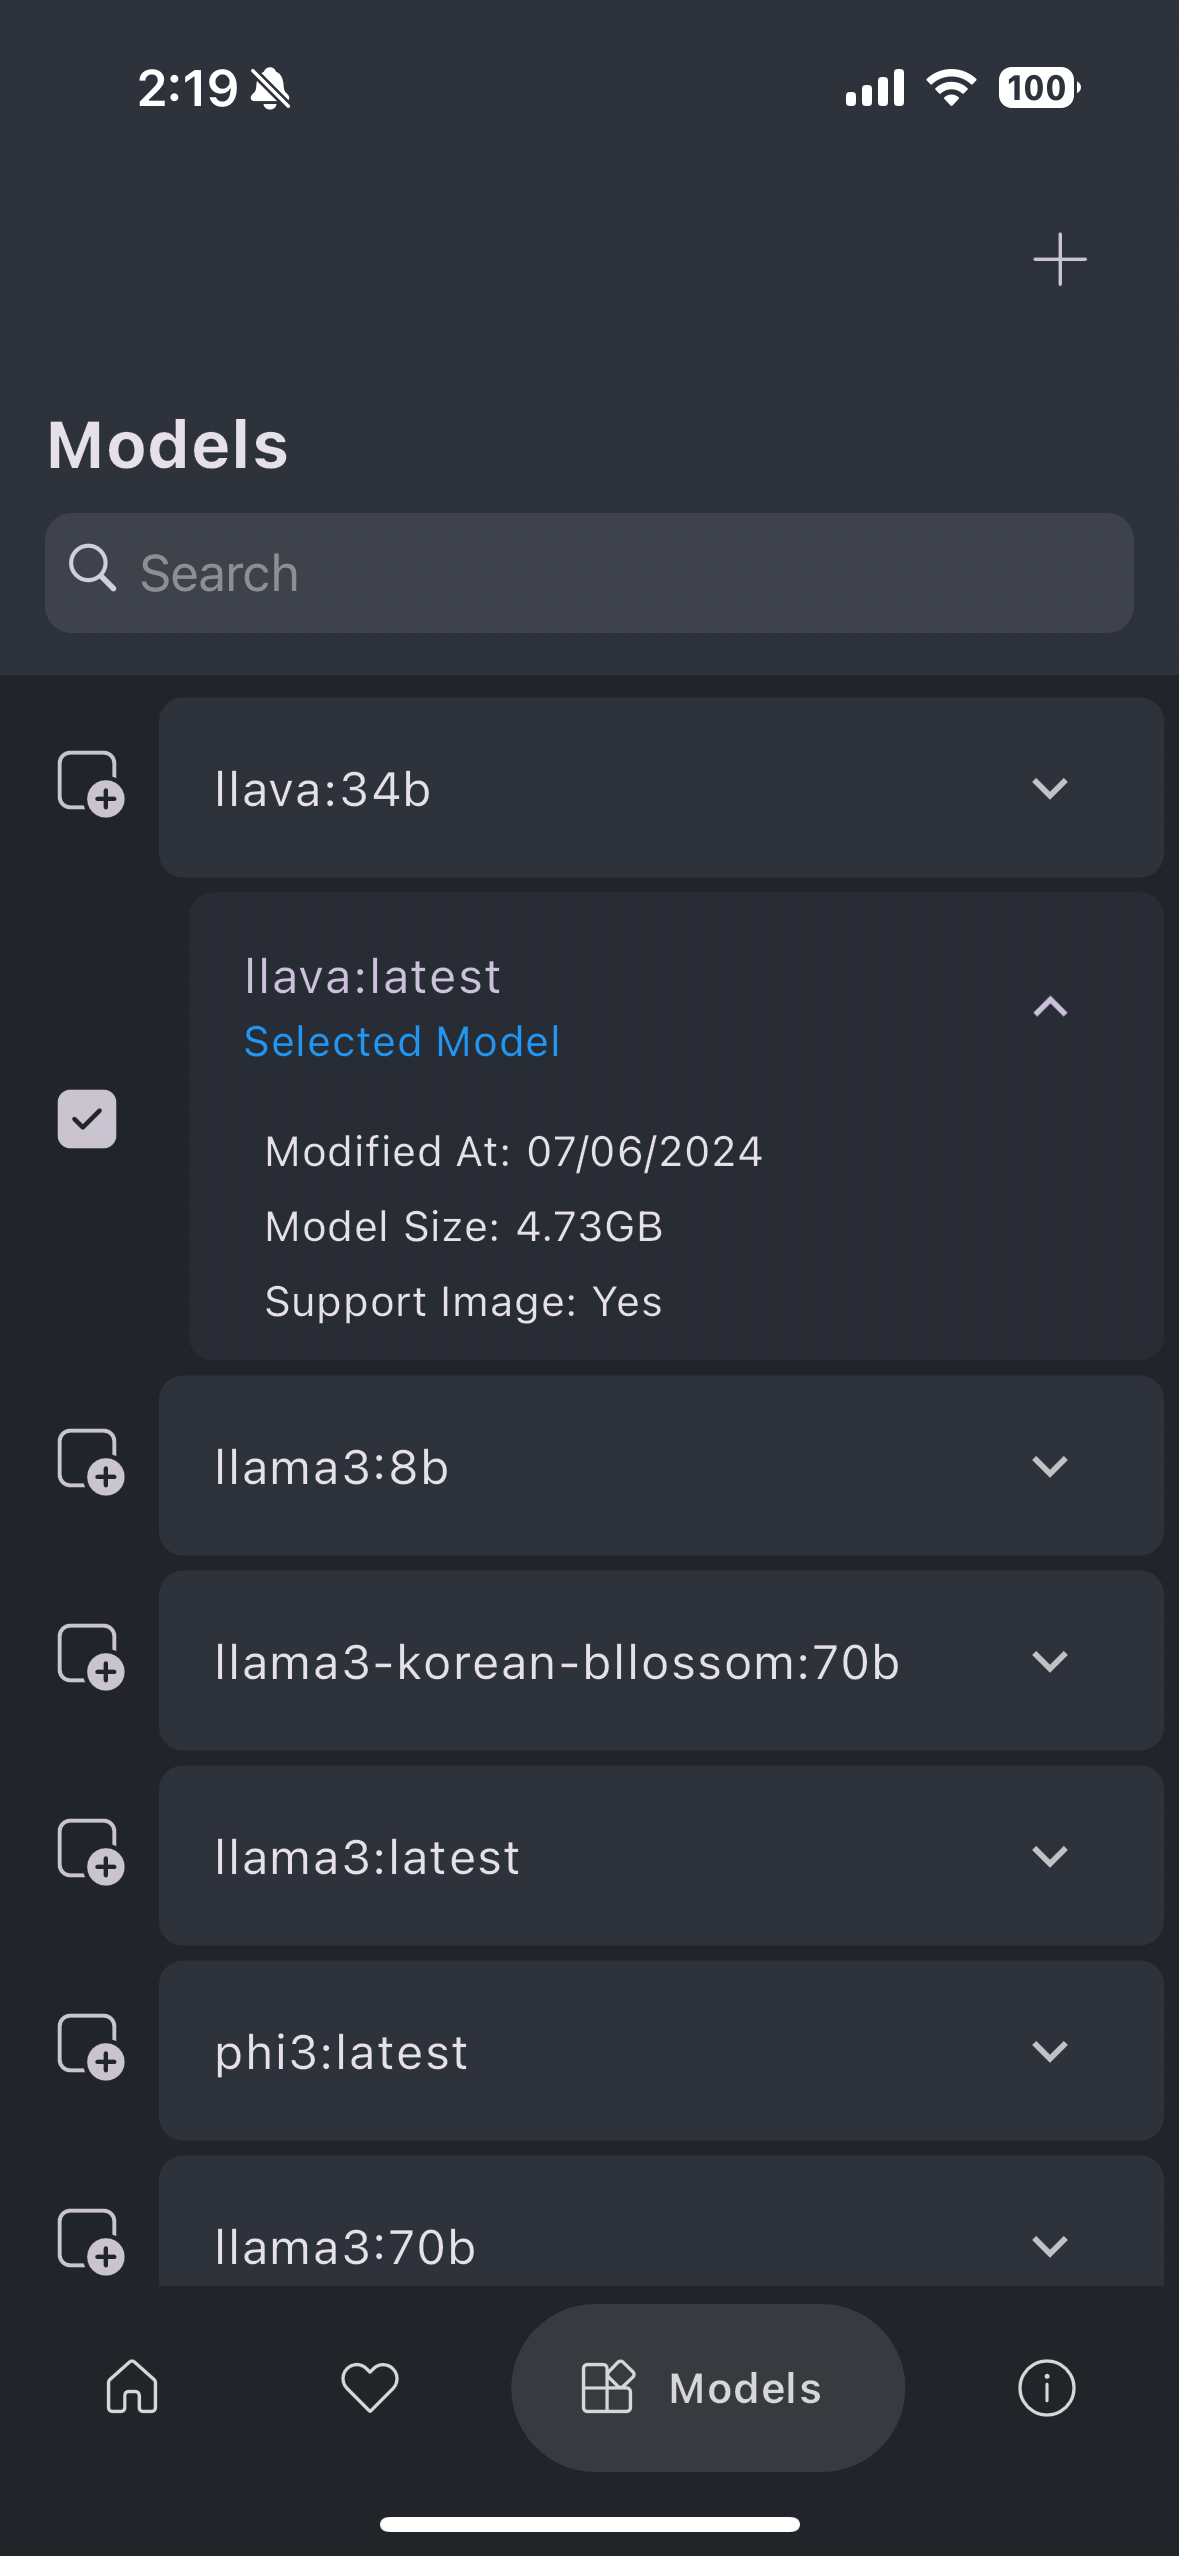 2:19
100
Models
Search
llava:34b
llava:latest
Selected Model
Modified At: 07/06/2024
Model Size: 4.73GB
Support Image: Yes
llama3:8b
llama3-korean-bllossom:70b
llama3:latest
phi3:latest
llama3:70b
Models